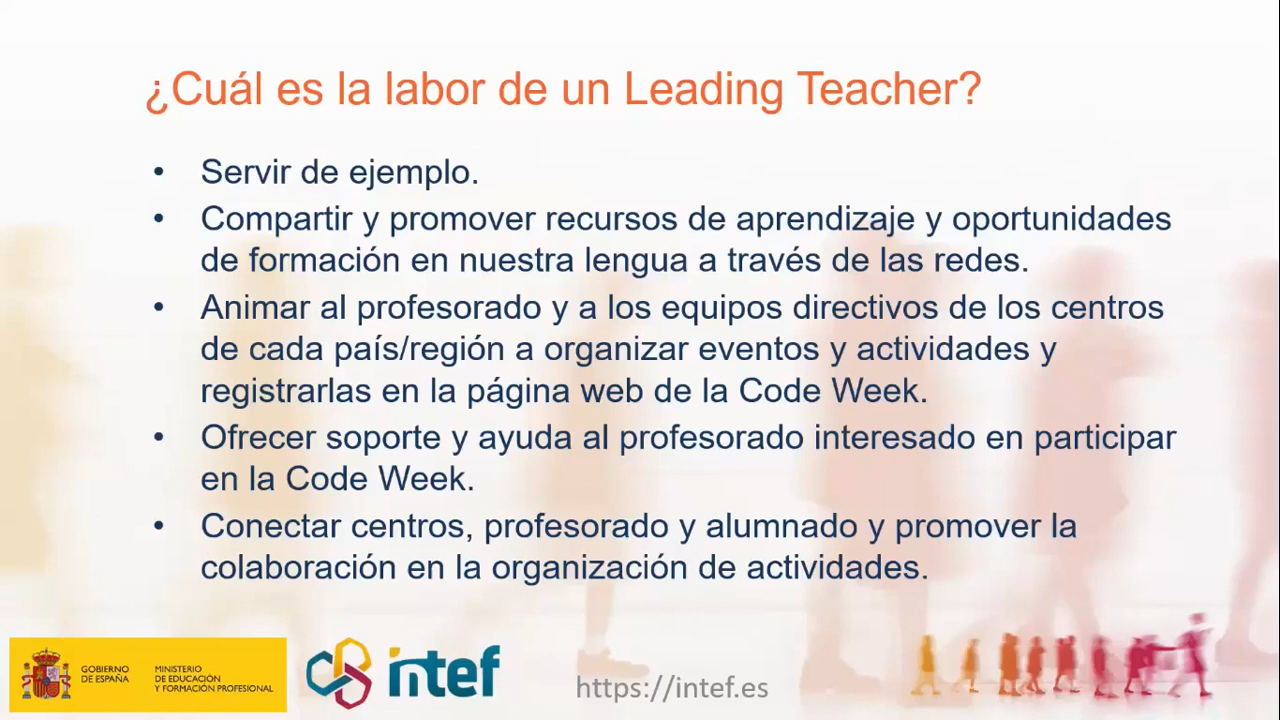 ¿Cuál es la labor de un Leading Teacher?
• Servir de ejemplo.
• Compartir y promover recursos de aprendizaje y oportunidades
de formación en nuestra lengua a través de las redes.
• Animar al profesorado y a los equipos directivos de los centros
de cada país/región a organizar eventos y actividades y
registrarlas en la página web de la Code Week.
• Ofrecer soporte y ayuda al profesorado interesado en participar
en la Code Week.
• Conectar centros, profesorado y alumnado y promover la
colaboración en la organización de actividades.
GOBIERNO
DE ESPAÑA
MINISTERIO
DE EDUCACIÓN
Y FORMACIÓN PROFESIONAL
intef
https://intef.es